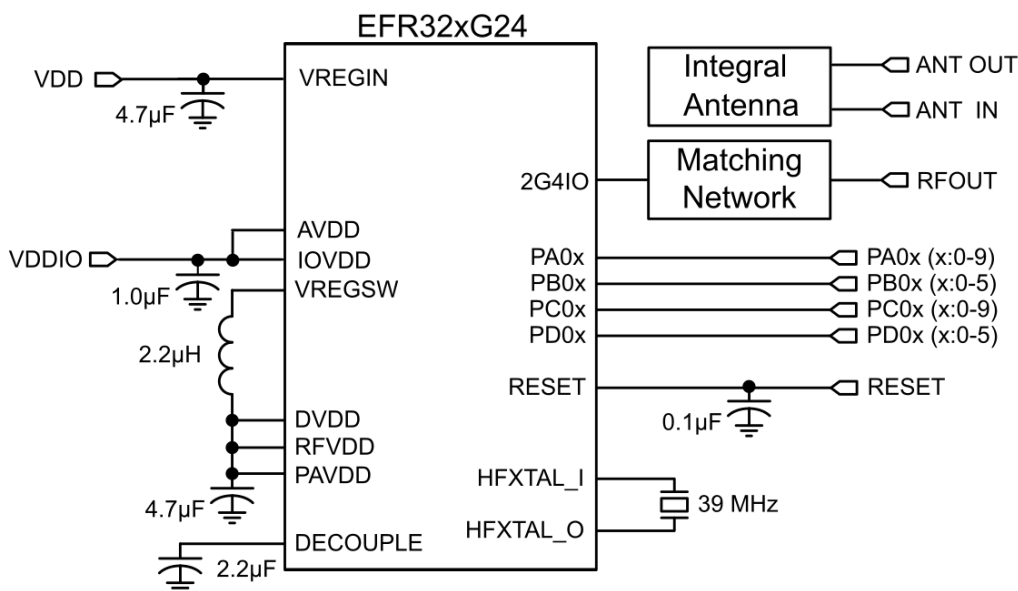 EFR32xG24
VDD
VREGIN
4.7µF
Integral
Antenna
ANT OUT
ANT IN
Matching
Network
2G4IO
RFOUT
AVDD
VDDIO
IOVDD
1.0µF
VREGSW
2.2µH
PA0x
PA0x (x:0-9)
PB0x
PB0x (x:0-5)
PC0x
PC0x (x:0-9)
PD0x
PD0x (x:0-5)
RESET
RESET
0.1µF
DVDD
RFVDD
PAVDD
4.7µF
HFXTAL_I
39 MHz
HFXTAL_O
DECOUPLE
2.2µF